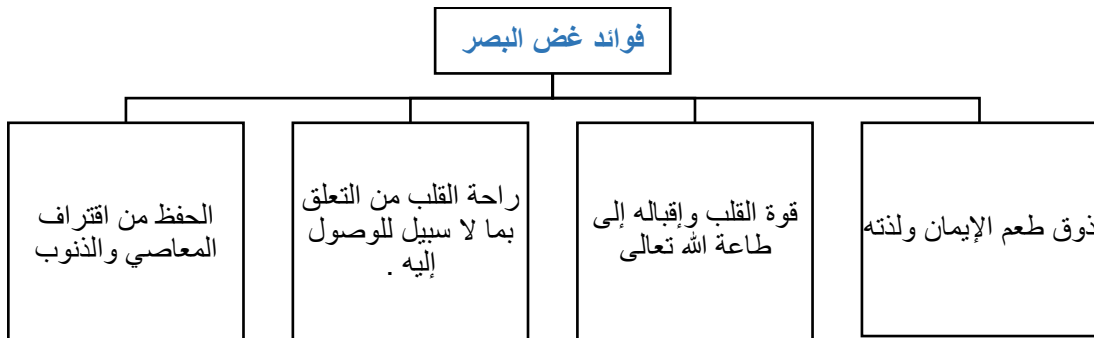 فوائد غض البصر
ذوق طعم الإيمان ولذته
قوة القلب وإقباله إلى
طاعة الله تعالى
راحة القلب من التعلق
بما لا سبيل للوصول
إليه .
الحفظ من اقتراف
المعاصي والذنوب